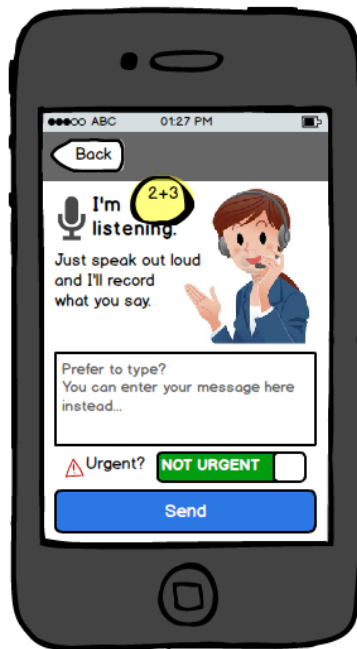 ABC 01:27 PM
Back
2+3
I'm
listening.
Just speak out loud
and I'll record
what you say.
Prefer to type?
You can enter your message here
instead...
Urgent? NOT URGENT
Send